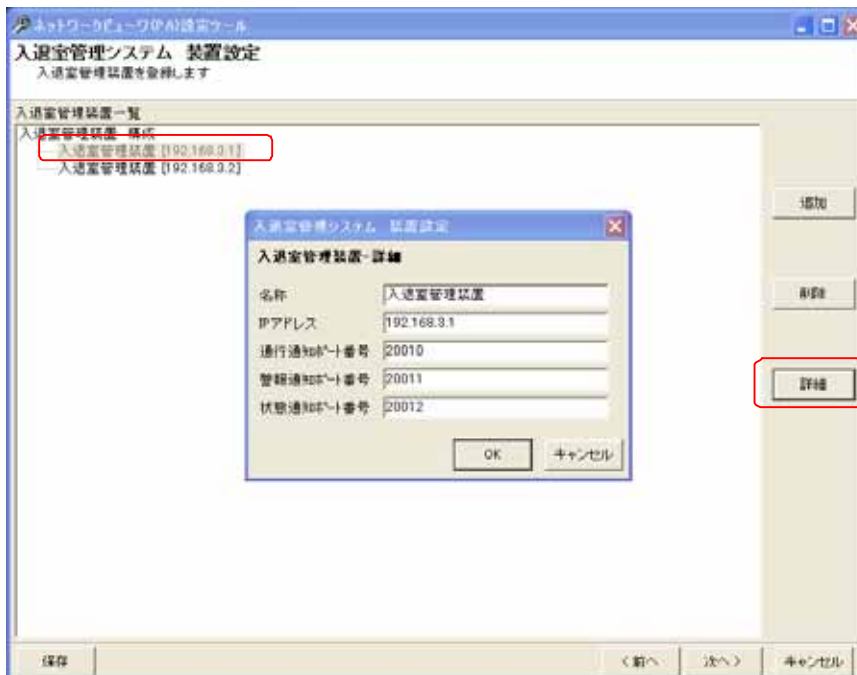 ネットワークビューワ(PA)設定ツール
入退室管理システム 装置設定
入退室管理装置を登録します
入退室管理装置一覧
入退室管理装置 構成
入退室管理装置 [192.168.3.1]
入退室管理装置 [192.168.3.2]
追加
削除
詳細
入退室管理システム 装置設定
入退室管理装置-詳細
名称 入退室管理装置
IPアドレス 192.168.3.1
通行通知ポート番号 20010
警報通知ポート番号 20011
状態通知ポート番号 20012
OK キャンセル
保存 <前へ 次へ> キャンセル